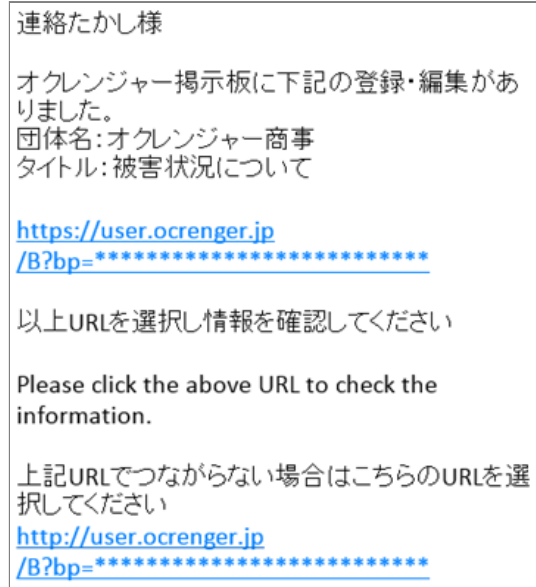 連絡たかし様
オクレンジャー掲示板に下記の登録・編集があ
りました。
団体名：オクレンジャー商事
タイトル：被害状況について
https://user.ocrenger.jp
/B?bp=**************************
以上URLを選択し情報を確認してください
Please click the above URL to check the
information.
上記URLでつながらない場合はこちらのURLを選
択してください
http://user.ocrenger.jp
/B?bp=**************************